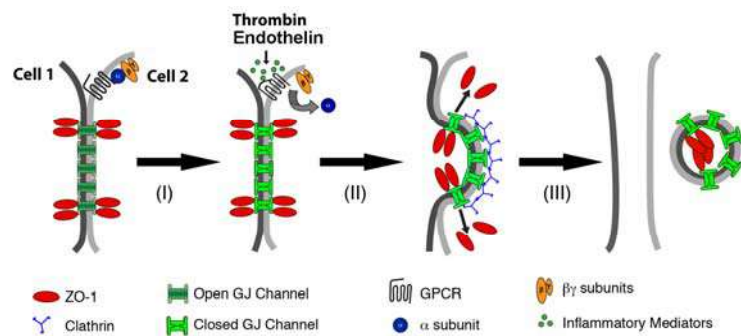 Thrombin
Endothelin
Cell 1
Cell 2
α
(I)
(II)
(III)
ZO-1
Open GJ Channel
GPCR
βγ subunits
Clathrin
Closed GJ Channel
α subunit
Inflammatory Mediators